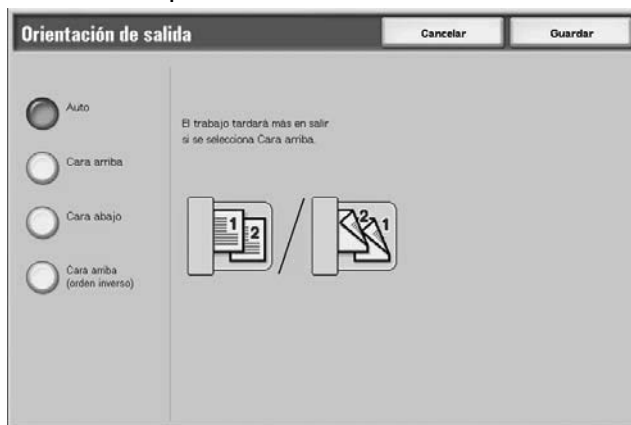 Orientación de salida
Cancelar
Guardar
Auto
Cara arriba
Cara abajo
Cara arriba
(orden inverso)
El trabajo tardará más en salir
si se selecciona Cara arriba.
1
2
2
1